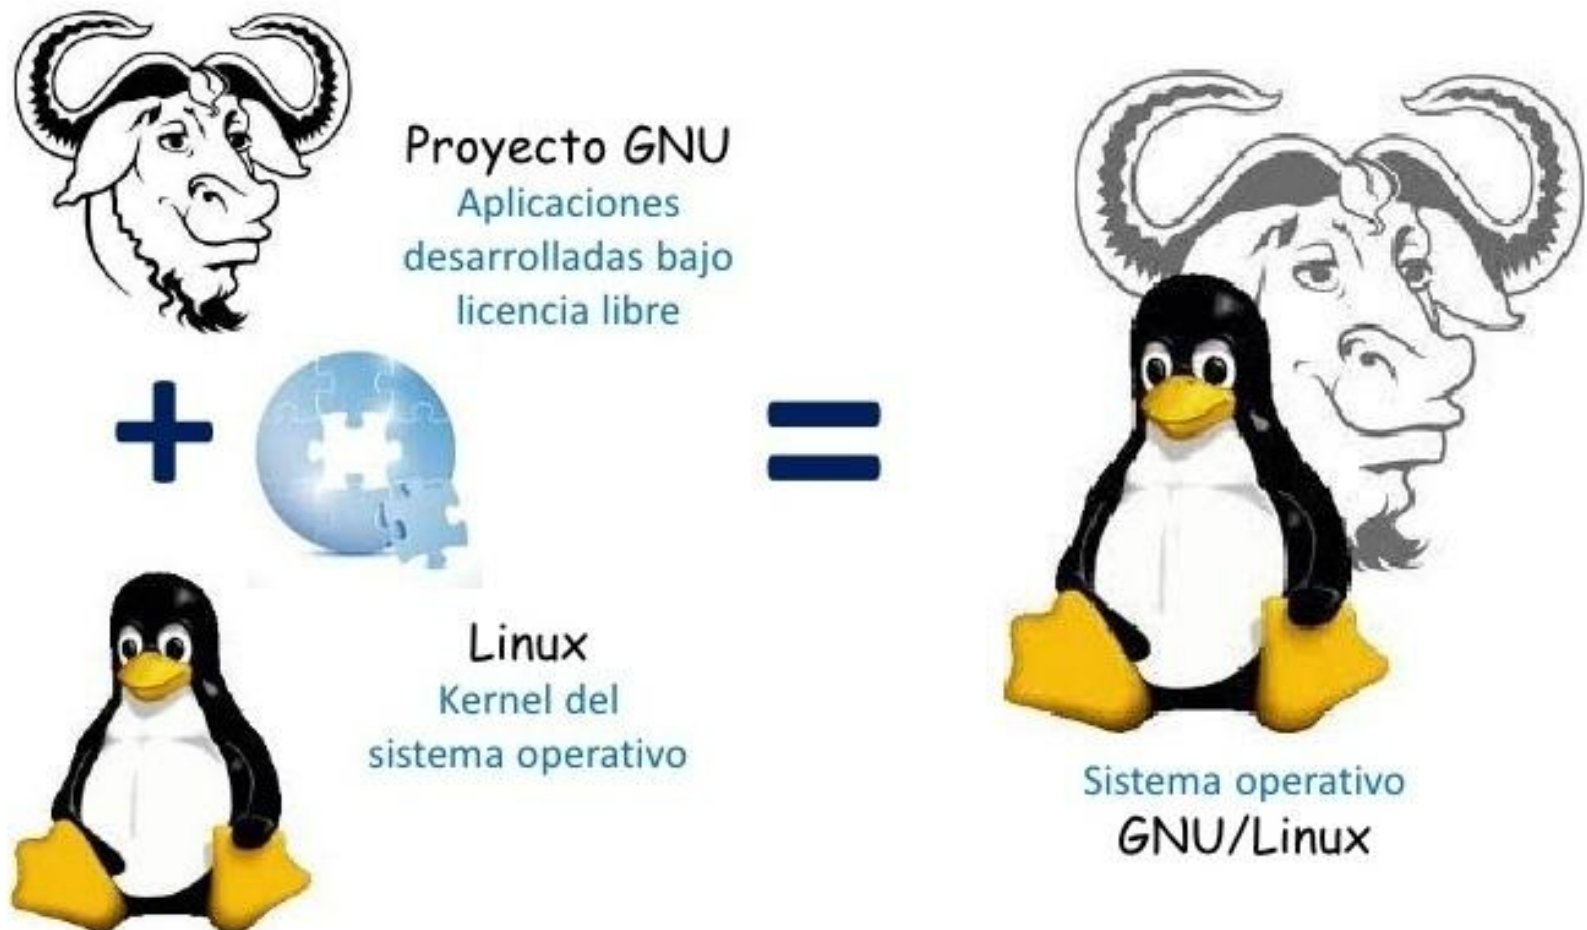 Proyecto GNU
Aplicaciones
desarrolladas bajo
licencia libre
Linux
Kernel del
sistema operativo
Sistema operativo
GNU/Linux